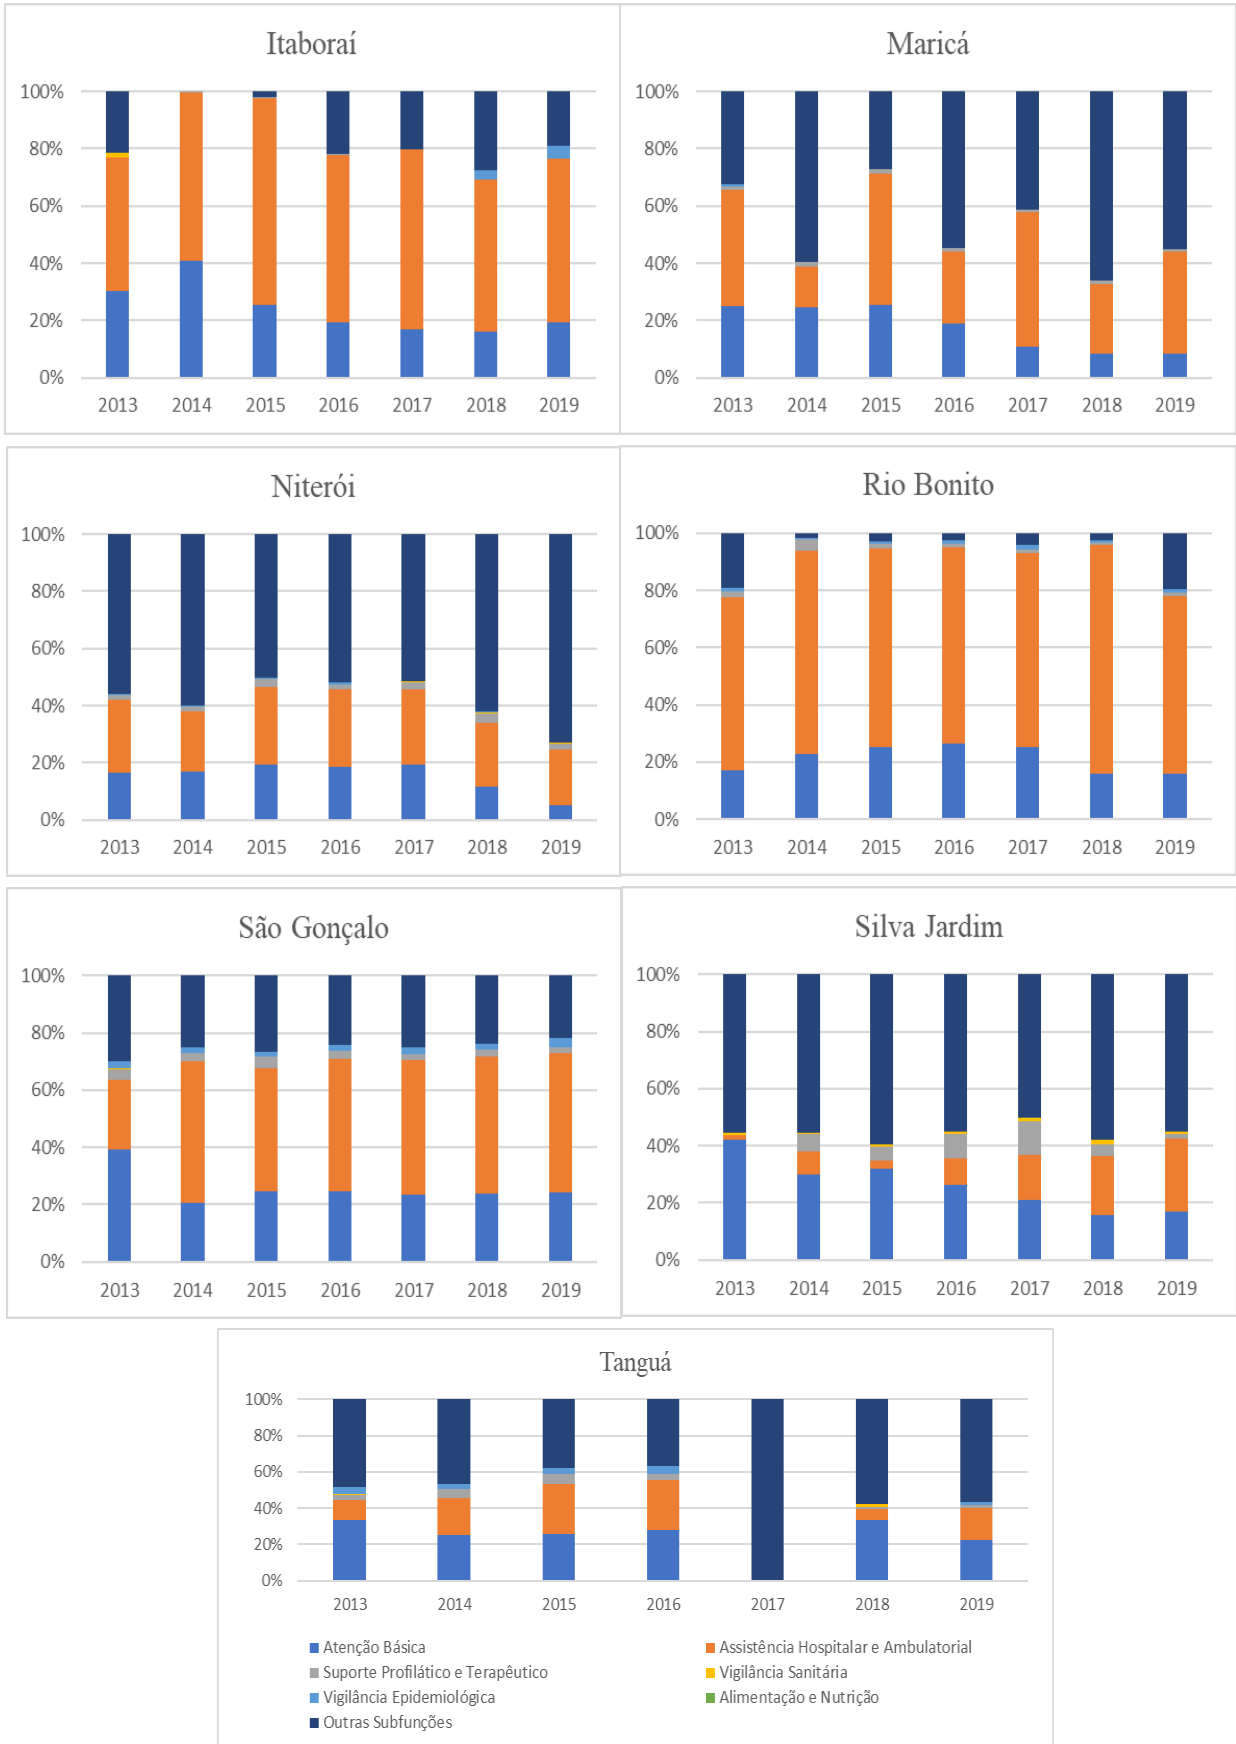 Itaboraí
100%
80%
60%
40%
20%
0%
2013 2014 2015 2016 2017 2018 2019
Maricá
100%
80%
60%
40%
20%
0%
2013 2014 2015 2016 2017 2018 2019
Niterói
100%
80%
60%
40%
20%
0%
2013 2014 2015 2016 2017 2018 2019
Rio Bonito
100%
80%
60%
40%
20%
0%
2013 2014 2015 2016 2017 2018 2019
São Gonçalo
100%
80%
60%
40%
20%
0%
2013 2014 2015 2016 2017 2018 2019
Silva Jardim
100%
80%
60%
40%
20%
0%
2013 2014 2015 2016 2017 2018 2019
Tanguá
100%
80%
60%
40%
20%
0%
2013 2014 2015 2016 2017 2018 2019
Atenção Básica Assistência Hospitalar e Ambulatorial
Suporte Profilático e Terapêutico Vigilância Sanitária
Vigilância Epidemiológica Alimentação e Nutrição
Outras Subfunções